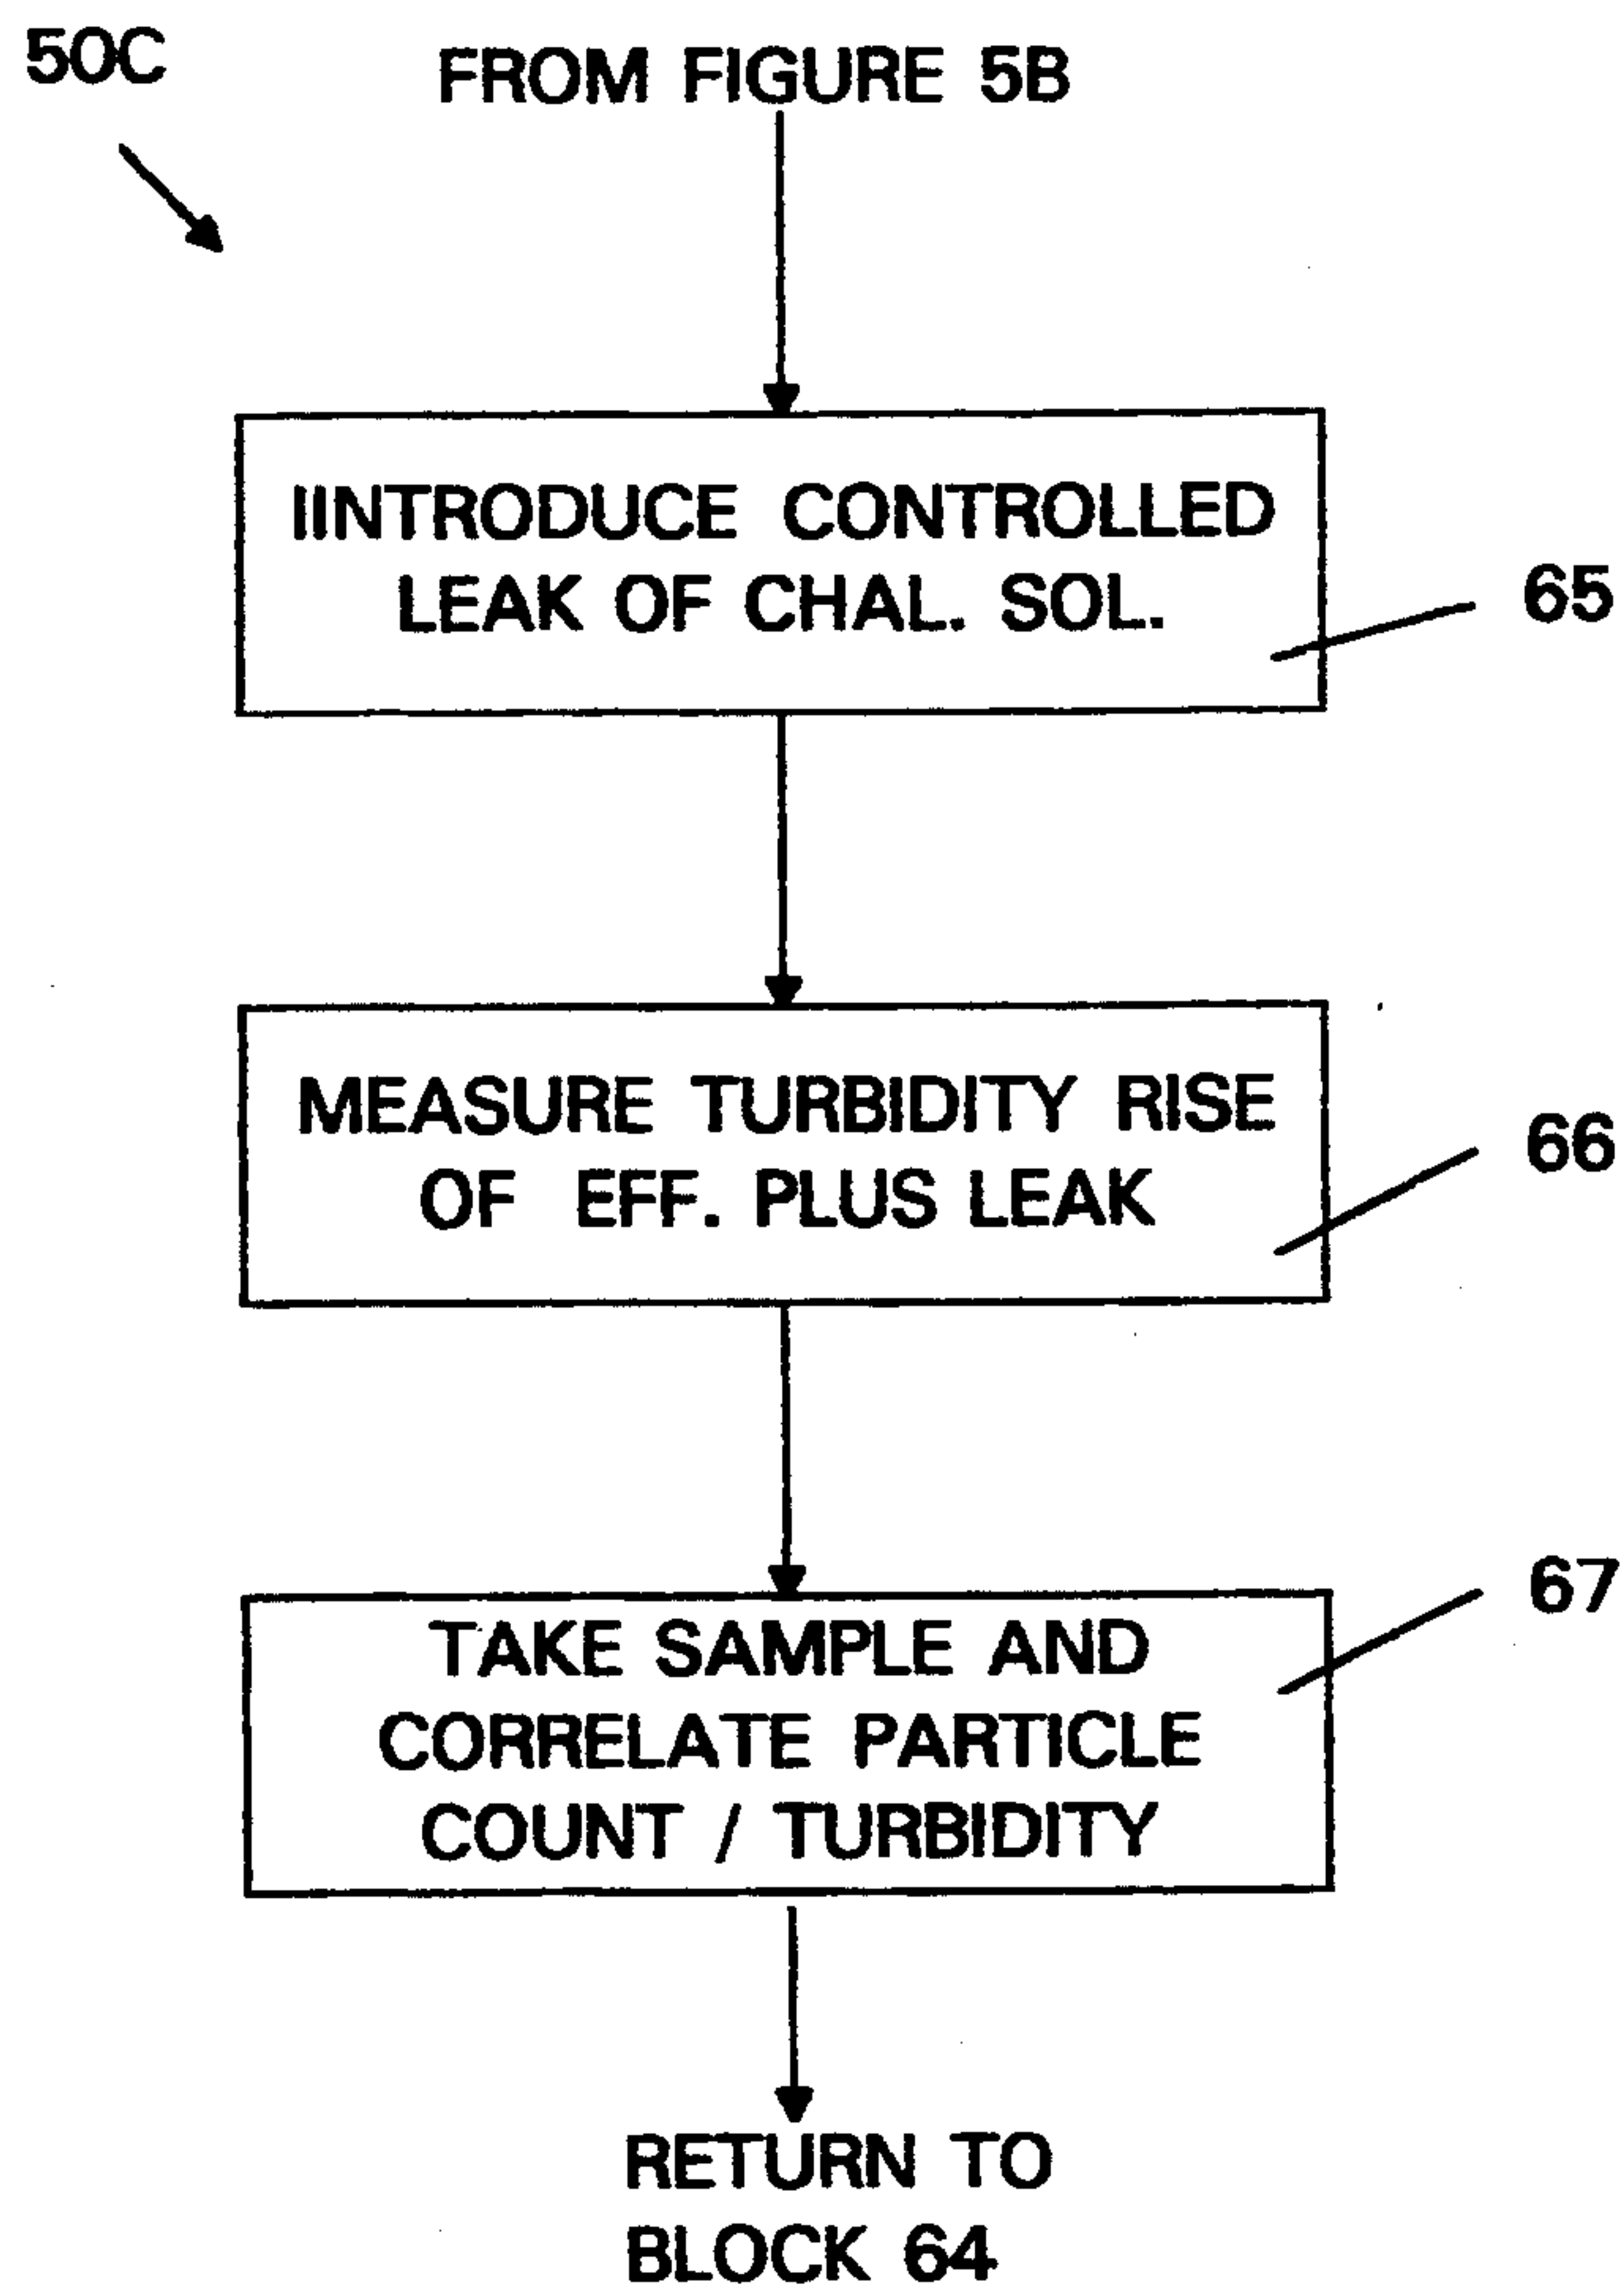 50C
FROM FIGURE 5B
IINTRODUCE CONTROLLED
LEAK OF CHAL. SOL.
65
MEASURE TURBIDITY RISE
OF EFF. PLUS LEAK
66
TAKE SAMPLE AND
CORRELATE PARTICLE
COUNT / TURBIDITY
67
RETURN TO
BLOCK 64